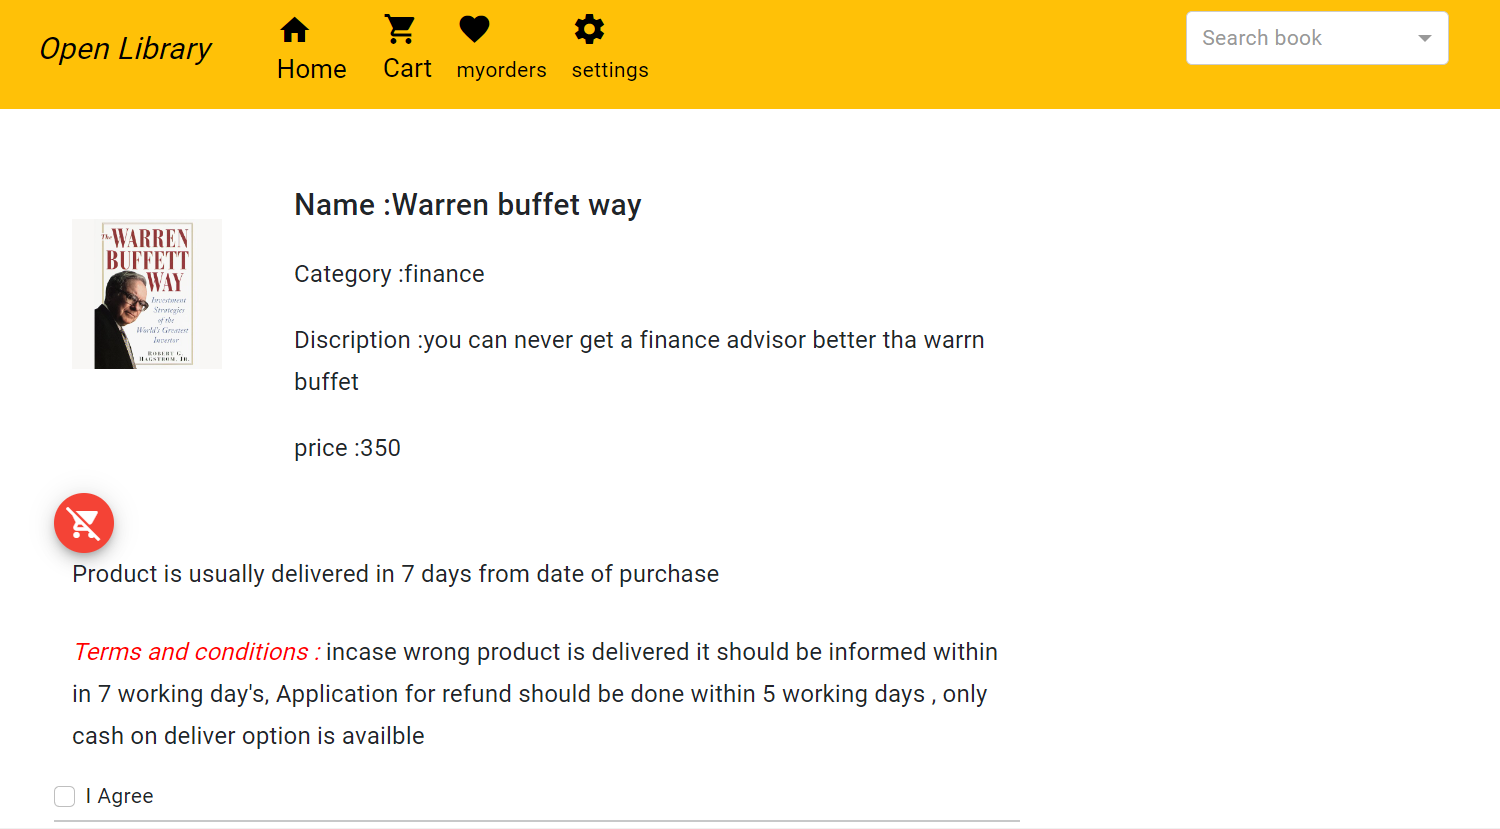 Open Library
Home
Cart
myorders
settings
Search book
Name :Warren buffet way
The WARREN
BUFFETT
WAY
Investment
Strategies
of the
World's Greatest
Investor
ROBERT G.
HAGSTROM, JR.
Category :finance
Discription :you can never get a finance advisor better tha warrn
buffet
price :350
Product is usually delivered in 7 days from date of purchase
Terms and conditions : incase wrong product is delivered it should be informed within
in 7 working day's, Application for refund should be done within 5 working days , only
cash on deliver option is availble
I Agree